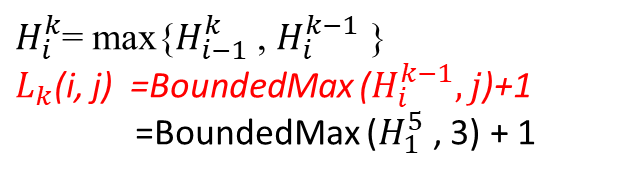 H_i^k = max{H_{i-1}^k , H_i^{k-1} }
L_k(i, j) =BoundedMax(H_i^{k-1}, j)+1
=BoundedMax(H_1^5 , 3) + 1